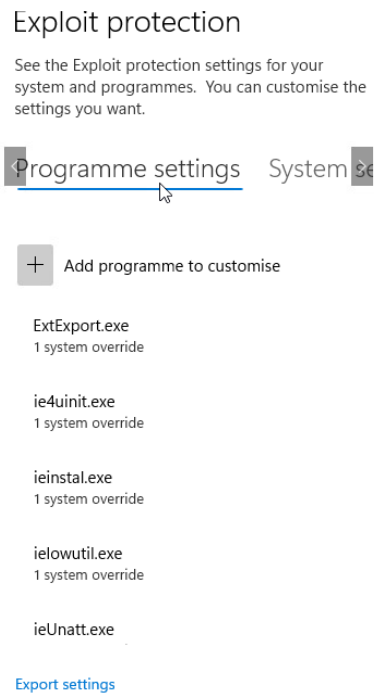 Exploit protection
See the Exploit protection settings for your
system and programmes. You can customise the
settings you want.
Programme settings System se
Add programme to customise
ExtExport.exe
1 system override
ie4uinit.exe
1 system override
ieinstal.exe
1 system override
ielowutil.exe
1 system override
ieUnatt.exe
Export settings